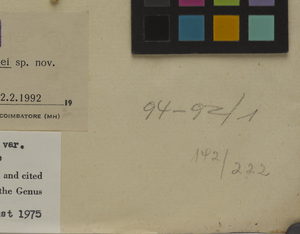 ei sp. nov.
2.2.1992 19
COIMBATORE (MH)
94-92/1
142/222
var.
and cited
the Genus
st 1975